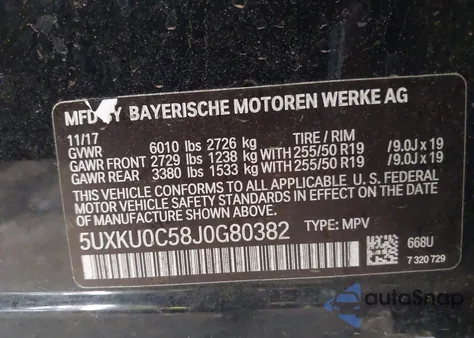 MFD BY BAYERISCHE MOTOREN WERKE AG
11/17
GVWR 6010 lbs 2726 kg TIRE / RIM
GAWR FRONT 2729 lbs 1238 kg WITH 255/50 R19 /9.0J x 19
GAWR REAR 3380 lbs 1533 kg WITH 255/50 R19 /9.0J x 19
THIS VEHICLE CONFORMS TO ALL APPLICABLE U. S. FEDERAL
MOTOR VEHICLE SAFETY STANDARDS IN EFFECT ON THE
DATE OF MANUFACTURE SHOWN ABOVE.
5UXKU0C58J0G80382 TYPE: MPV
668U
7 320 729
autoSnap